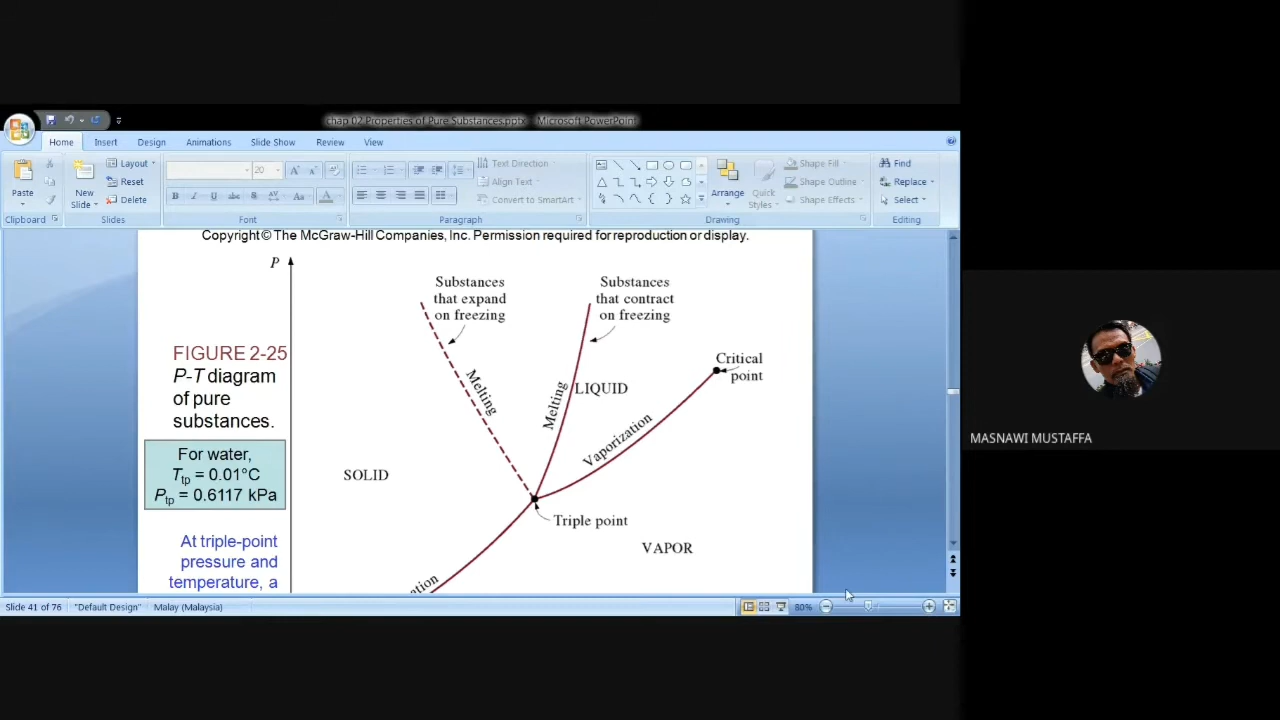 chap 02 Properties of Pure Substances.pptx - Microsoft PowerPoint
Home Insert Design Animations Slide Show Review View
Paste
Clipboard
New
Slide
Layout
Reset
Delete
Slides
20
Font
Text Direction
Align Text
Convert to SmartArt
Paragraph
Arrange
Quick
Styles
Shape Fill
Shape Outline
Shape Effects
Drawing
Find
Replace
Select
Editing
Copyright © The McGraw-Hill Companies, Inc. Permission required for reproduction or display.
P
Substances
that expand
on freezing
Substances
that contract
on freezing
Critical
point
FIGURE 2-25
P-T diagram
of pure
substances.
Melting
Melting
LIQUID
Vaporization
For water,
Ttp = 0.01°C
Ptp = 0.6117 kPa
SOLID
Triple point
VAPOR
At triple-point
pressure and
temperature, a
ation
Slide 41 of 76 "Default Design" Malay (Malaysia) 80%
MASNAWI MUSTAFFA